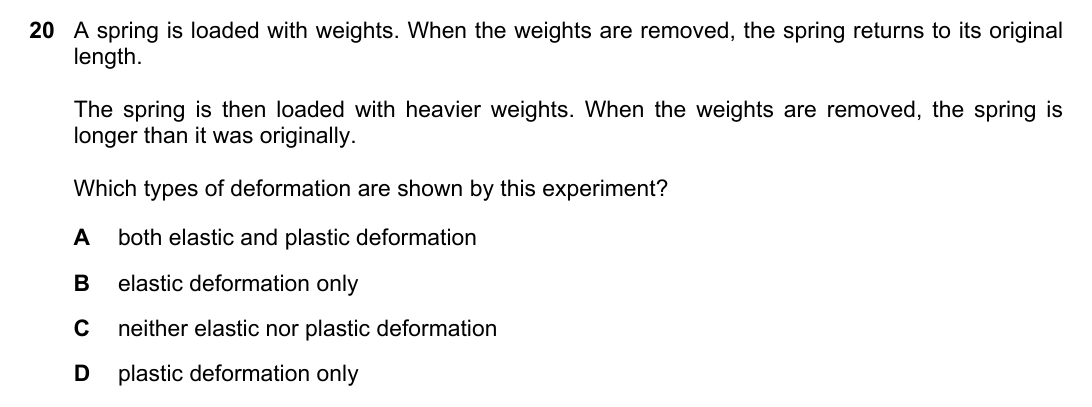 20 A spring is loaded with weights. When the weights are removed, the spring returns to its original
length.
The spring is then loaded with heavier weights. When the weights are removed, the spring is
longer than it was originally.
Which types of deformation are shown by this experiment?
A both elastic and plastic deformation
B elastic deformation only
C neither elastic nor plastic deformation
D plastic deformation only